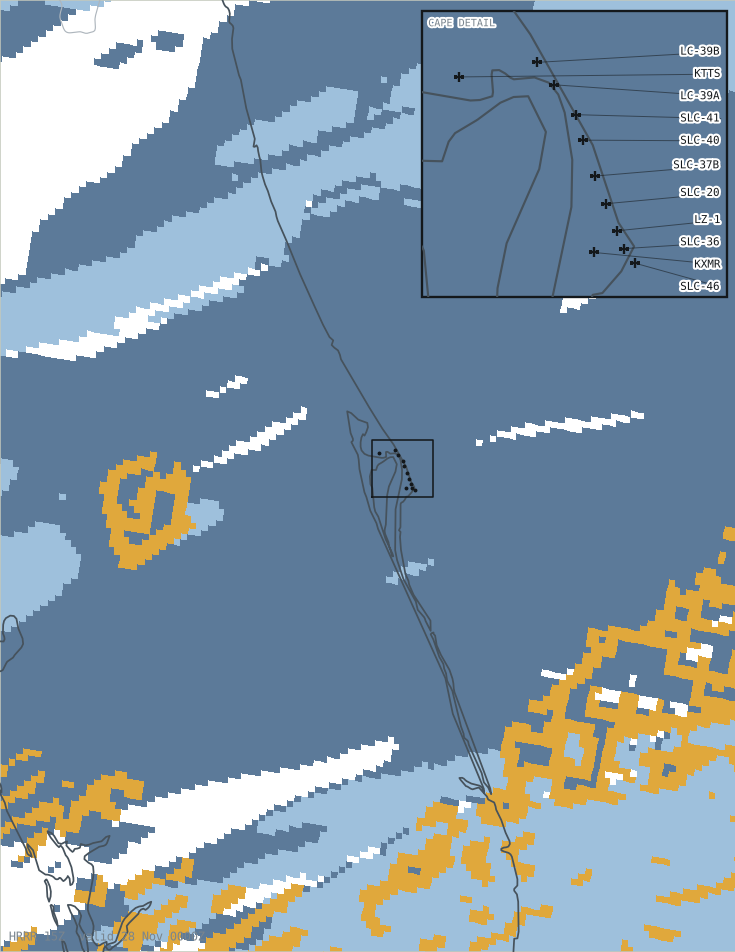 CAPE DETAIL
LC-39B
KTTS
LC-39A
SLC-41
SLC-40
SLC-37B
SLC-20
LZ-1
SLC-36
KXMR
SLC-46
28 Nov